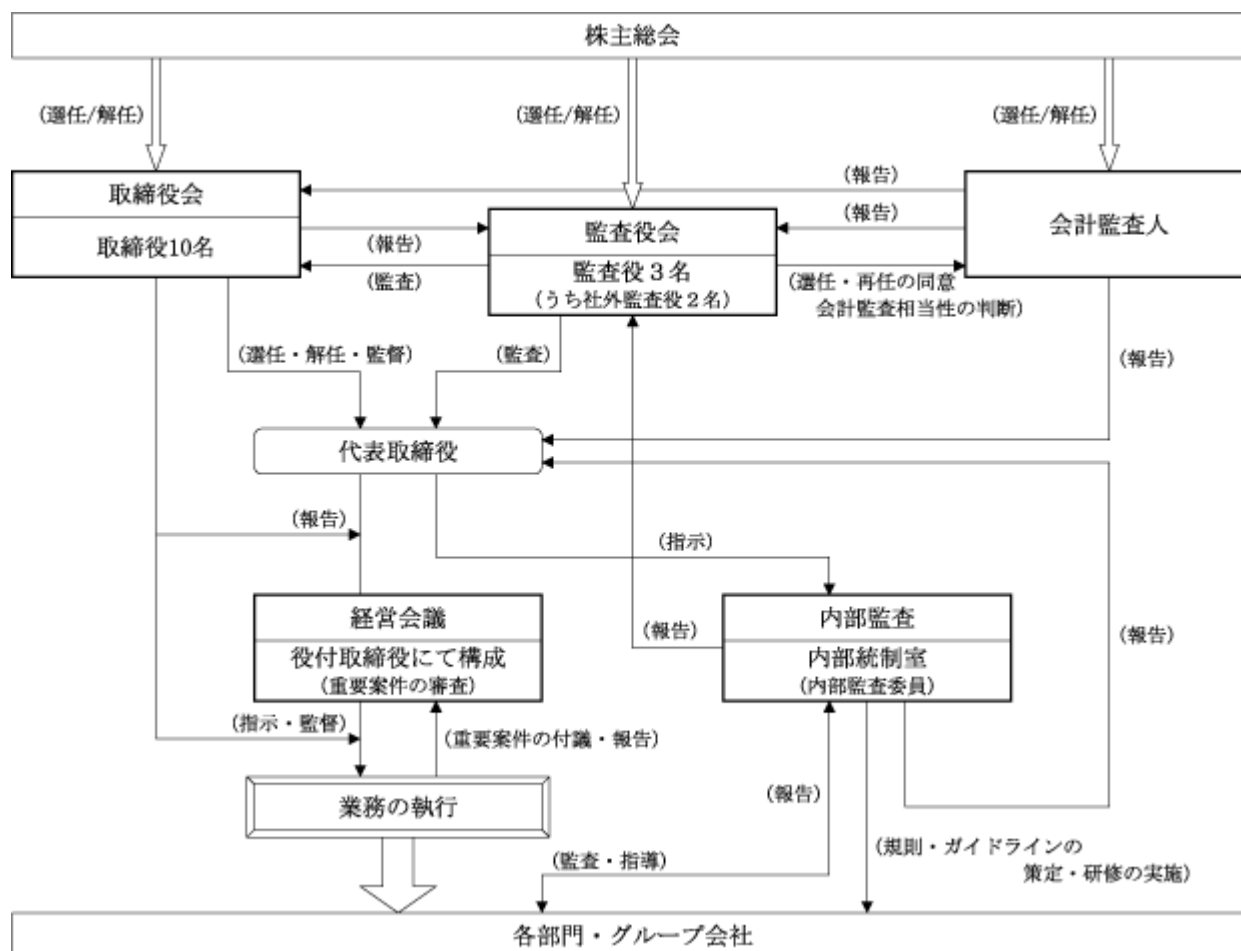 株主総会
(選任/解任)
(選任/解任)
(選任/解任)
取締役会
取締役10名
監査役会
監査役3名
(うち社外監査役2名)
会計監査人
(報告)
(報告)
(報告)
(監査)
(選任・再任の同意
会計監査相当性の判断)
(選任・解任・監督)
(監査)
(報告)
代表取締役
(報告)
(指示)
経営会議
役付取締役にて構成
(重要案件の審査)
(報告)
内部監査
内部統制室
(内部監査委員)
(報告)
(指示・監督)
(重要案件の付議・報告)
業務の執行
(報告)
(監査・指導)
(規則・ガイドラインの
策定・研修の実施)
各部門・グループ会社